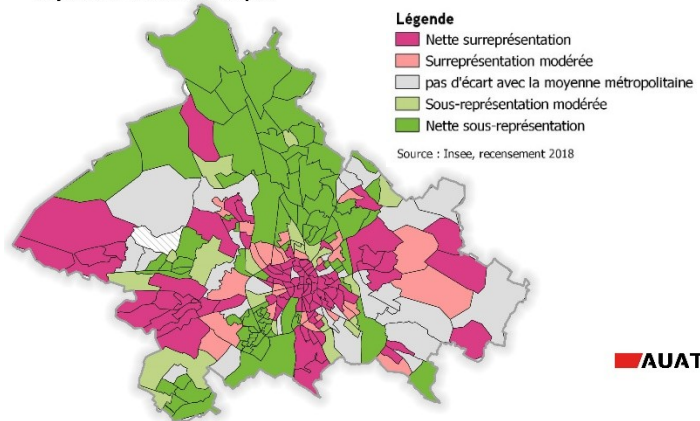 Légende
Nette surreprésentation
Surreprésentation modérée
pas d'écart avec la moyenne métropolitaine
Sous-représentation modérée
Nette sous-représentation
Source : Insee, recensement 2018
AUAT